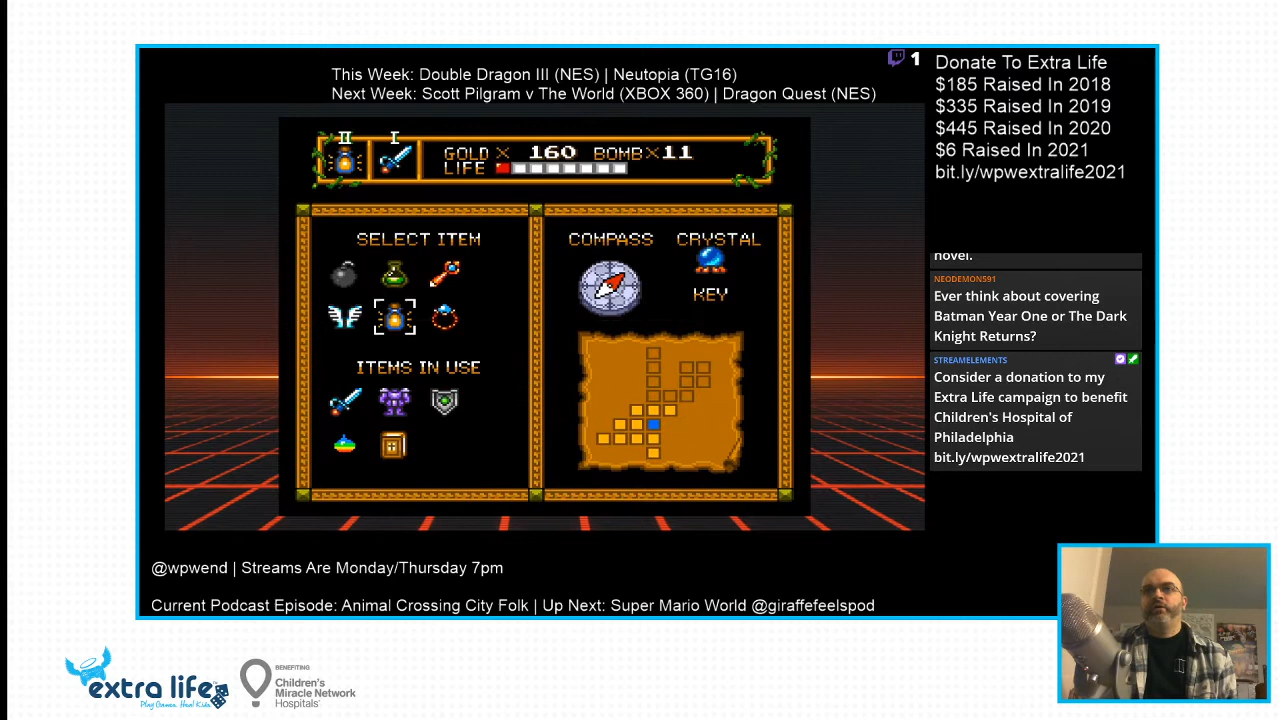 This Week: Double Dragon III (NES) | Neutopia (TG16)
Next Week: Scott Pilgram v The World (XBOX 360) | Dragon Quest (NES)
1
Donate To Extra Life
$185 Raised In 2018
$335 Raised In 2019
$445 Raised In 2020
$6 Raised In 2021
bit.ly/wpwextralife2021
II
I
GOLD × 160 BOMB×11
LIFE
SELECT ITEM
ITEMS IN USE
COMPASS
CRYSTAL
KEY
novel.
NEODEMON591
Ever think about covering
Batman Year One or The Dark
Knight Returns?
STREAMELEMENTS
Consider a donation to my
Extra Life campaign to benefit
Children's Hospital of
Philadelphia
bit.ly/wpwextralife2021
@wpwend | Streams Are Monday/Thursday 7pm
Current Podcast Episode: Animal Crossing City Folk | Up Next: Super Mario World @giraffefeelspod
extra life
Play Games. Heal Kids.
BENEFITING
Children's
Miracle Network
Hospitals